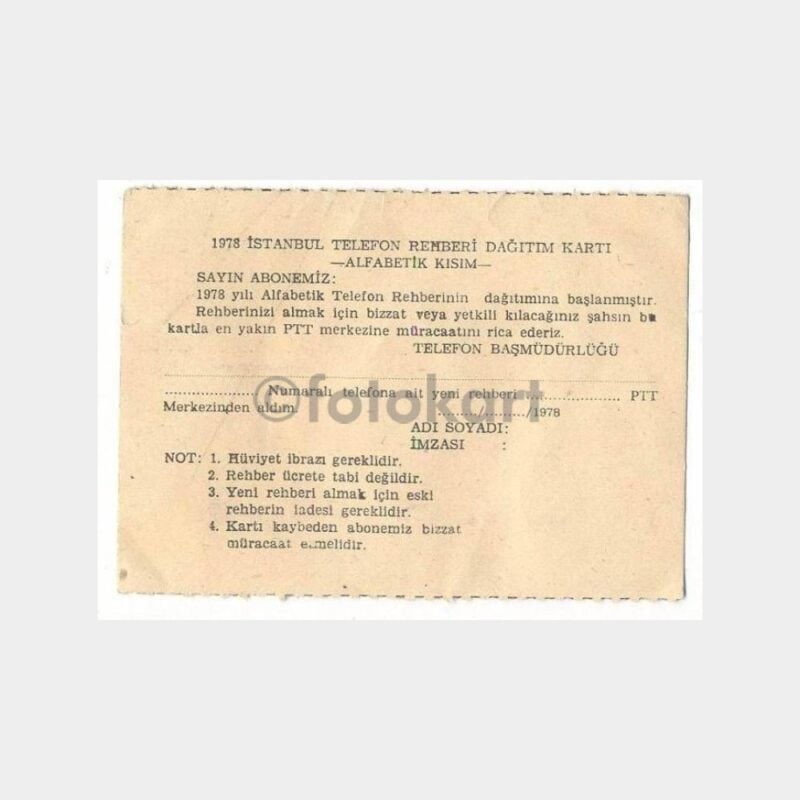 1978 İSTANBUL TELEFON REHBERİ DAĞITIM KARTI
—ALFABETİK KISIM—
SAYIN ABONEMİZ:
1978 yılı Alfabetik Telefon Rehberinin dağıtımına başlanmıştır.
Rehberinizi almak için bizzat veya yetkili kılacağınız şahsın bu
kartla en yakın PTT merkezine müracaatını rica ederiz.
TELEFON BAŞMÜDÜRLÜĞÜ
.................... Numaralı telefona ait yeni rehberi ..................... PTT
Merkezinden aldım. ..................../1978
©fotokart
ADI SOYADI:
İMZASI :
NOT: 1. Hüviyet ibrazı gereklidir.
2. Rehber ücrete tabi değildir.
3. Yeni rehberi almak için eski
rehberin iadesi gereklidir.
4. Kartı kaybeden abonemiz bizzat
müracaat etmelidir.